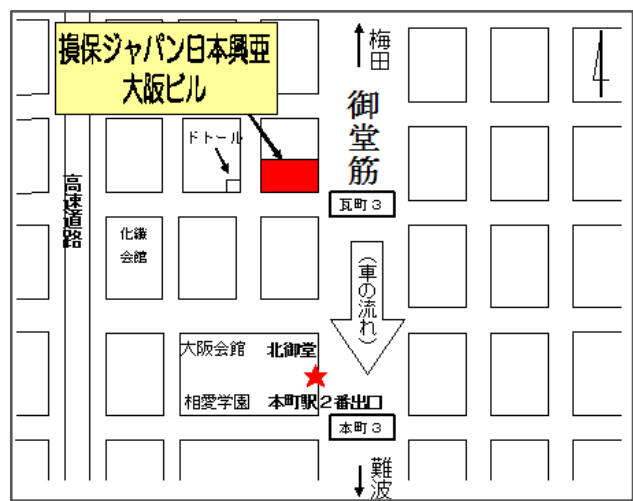 損保ジャパン日本興亜
大阪ビル
梅田
御堂筋
ドトール
瓦町3
高速道路
化繊
会館
(車の流れ)
大阪会館 北御堂
相愛学園 本町駅2番出口
本町3
難波